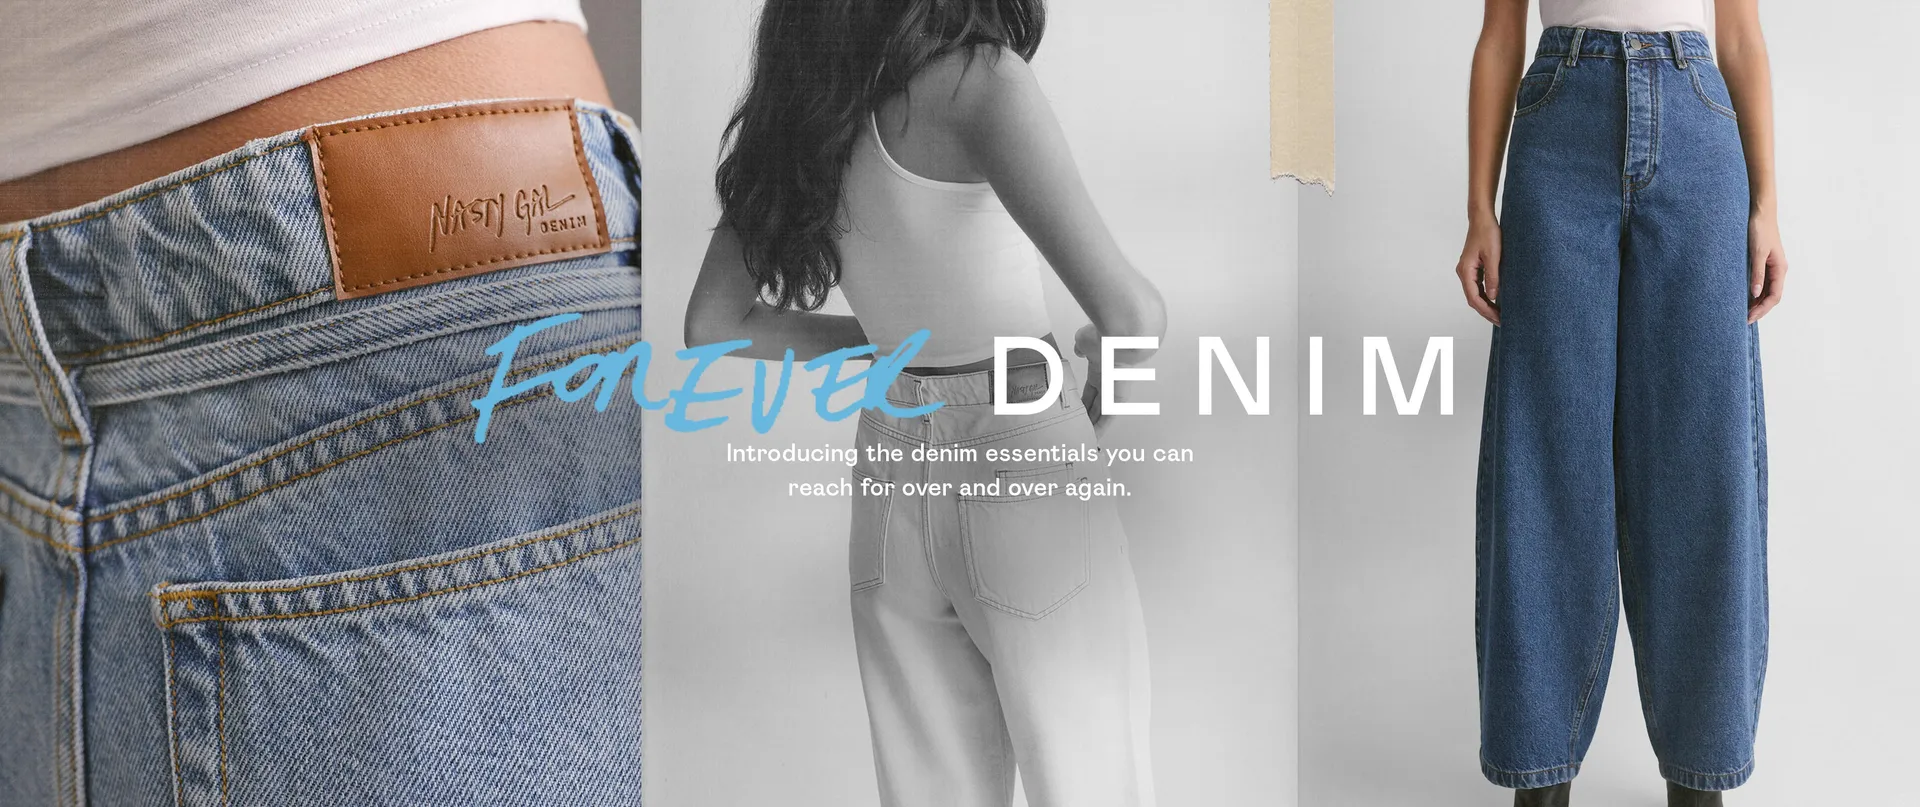 NASTY GAL
DENIM
FOREVER DENIM
Introducing the denim essentials you can
reach for over and over again.